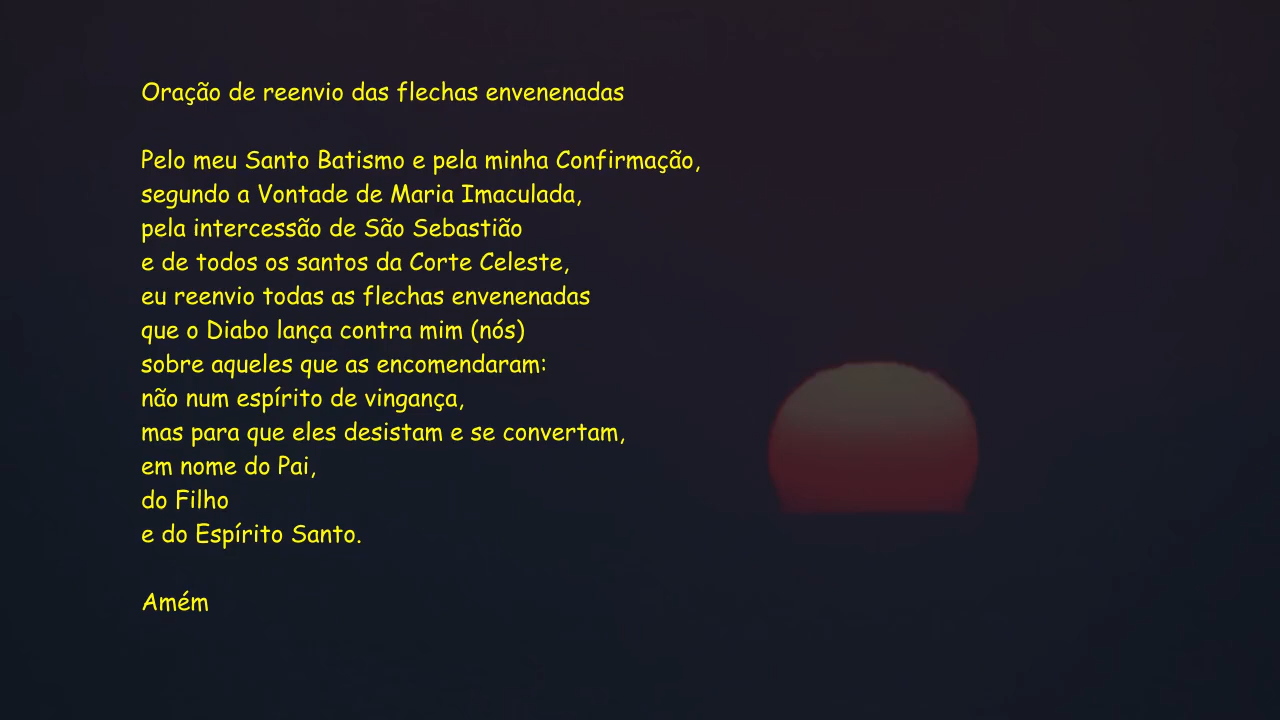 Oração de reenvio das flechas envenenadas
Pelo meu Santo Batismo e pela minha Confirmação,
segundo a Vontade de Maria Imaculada,
pela intercessão de São Sebastião
e de todos os santos da Corte Celeste,
eu reenvio todas as flechas envenenadas
que o Diabo lança contra mim (nós)
sobre aqueles que as encomendaram:
não num espírito de vingança,
mas para que eles desistam e se convertam,
em nome do Pai,
do Filho
e do Espírito Santo.
Amém